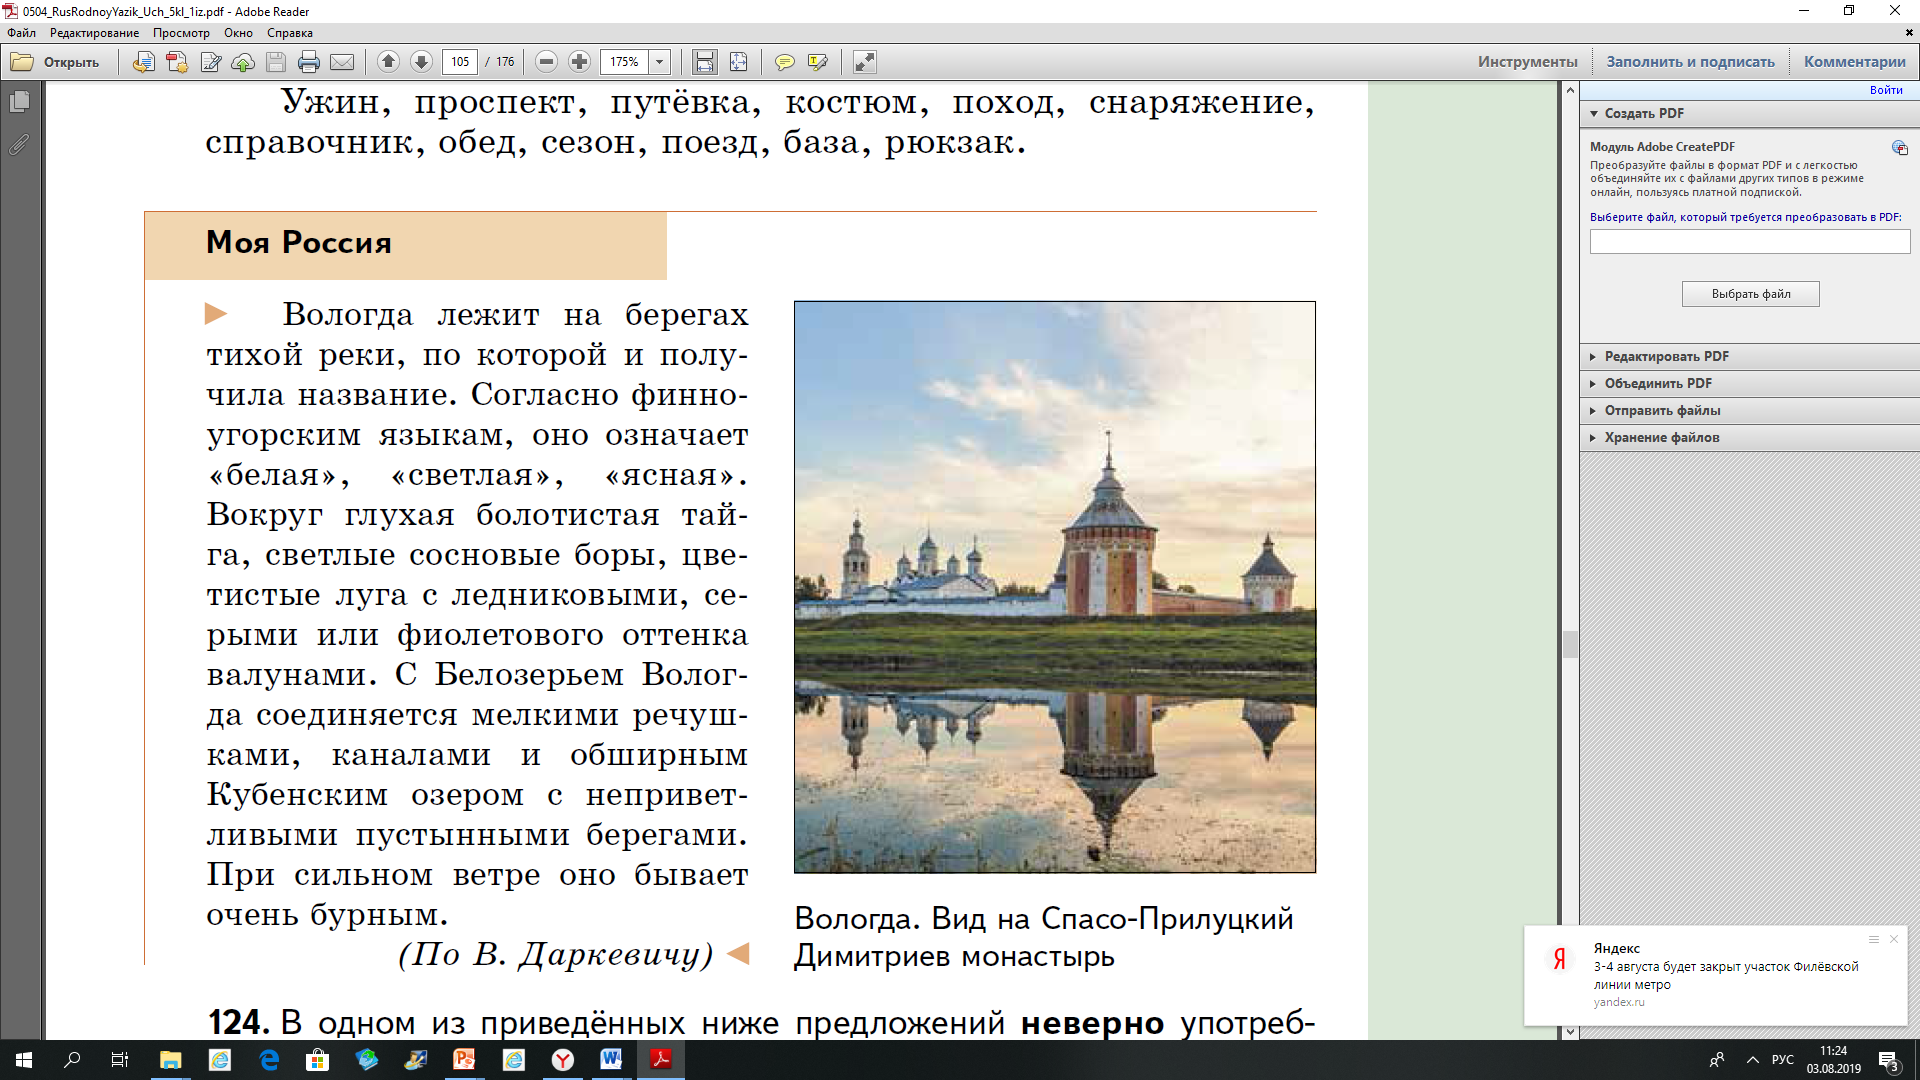 0504_RusRodnoyYazik_Uch_5kl_1iz.pdf - Adobe Reader
Файл Редактирование Просмотр Окно Справка
Открыть 105 / 176 175% Инструменты Заполнить и подписать Комментарии
Ужин, проспект, путёвка, костюм, поход, снаряжение,
справочник, обед, сезон, поезд, база, рюкзак.
Моя Россия
Вологда лежит на берегах
тихой реки, по которой и полу-
чила название. Согласно финно-
угорским языкам, оно означает
«белая», «светлая», «ясная».
Вокруг глухая болотистая тай-
га, светлые сосновые боры, цве-
тистые луга с ледниковыми, се-
рыми или фиолетового оттенка
валунами. С Белозерьем Волог-
да соединяется мелкими речуш-
ками, каналами и обширным
Кубенским озером с неприват-
ливыми пустынными берегами.
При сильном ветре оно бывает
очень бурным.
(По В. Даркевичу)
Вологда. Вид на Спасо-Прилуцкий
Димитриев монастырь
124. В одном из приведённых ниже предложений неверно употреб-
Войти
Создать PDF
Модуль Adobe CreatePDF
Преобразуйте файлы в формат PDF и с легкостью
объединяйте их с файлами других типов в режиме
онлайн, пользуясь платной подпиской.
Выберите файл, который требуется преобразовать в PDF:
Выбрать файл
Редактировать PDF
Объединить PDF
Отправить файлы
Хранение файлов
Яндекс
3-4 августа будет закрыт участок Филёвской
линии метро
yandex.ru
РУС
11:24
03.08.2019
3